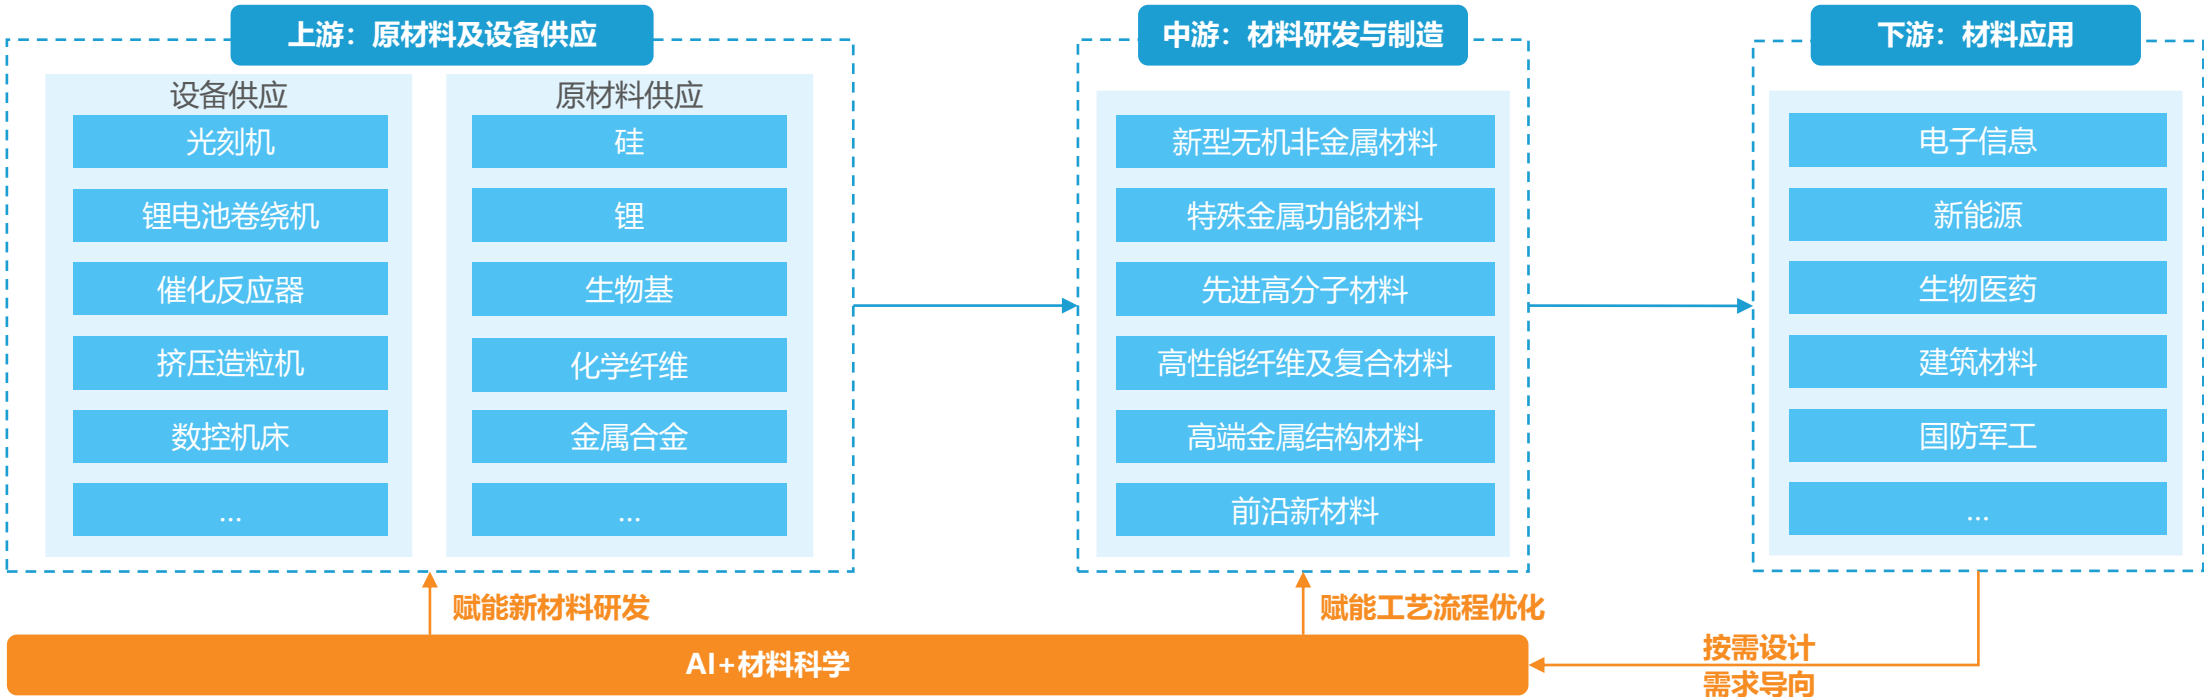 上游：原材料及设备供应
设备供应
光刻机
锂电池卷绕机
催化反应器
挤压造粒机
数控机床
...
原材料供应
硅
锂
生物基
化学纤维
金属合金
...
中游：材料研发与制造
新型无机非金属材料
特殊金属功能材料
先进高分子材料
高性能纤维及复合材料
高端金属结构材料
前沿新材料
下游：材料应用
电子信息
新能源
生物医药
建筑材料
国防军工
...
赋能新材料研发
赋能工艺流程优化
AI+材料科学
按需设计
需求导向